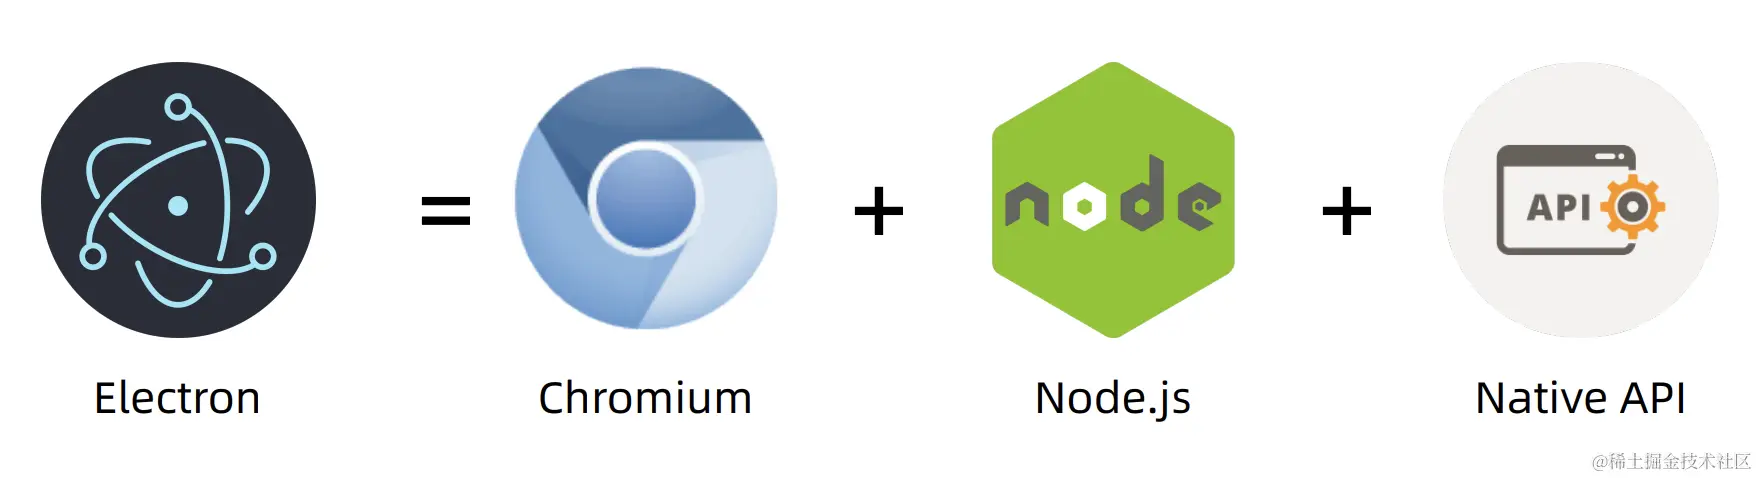 =
+
node
+
API
Electron
Chromium
Node.js
Native API
@稀土掘金技术社区